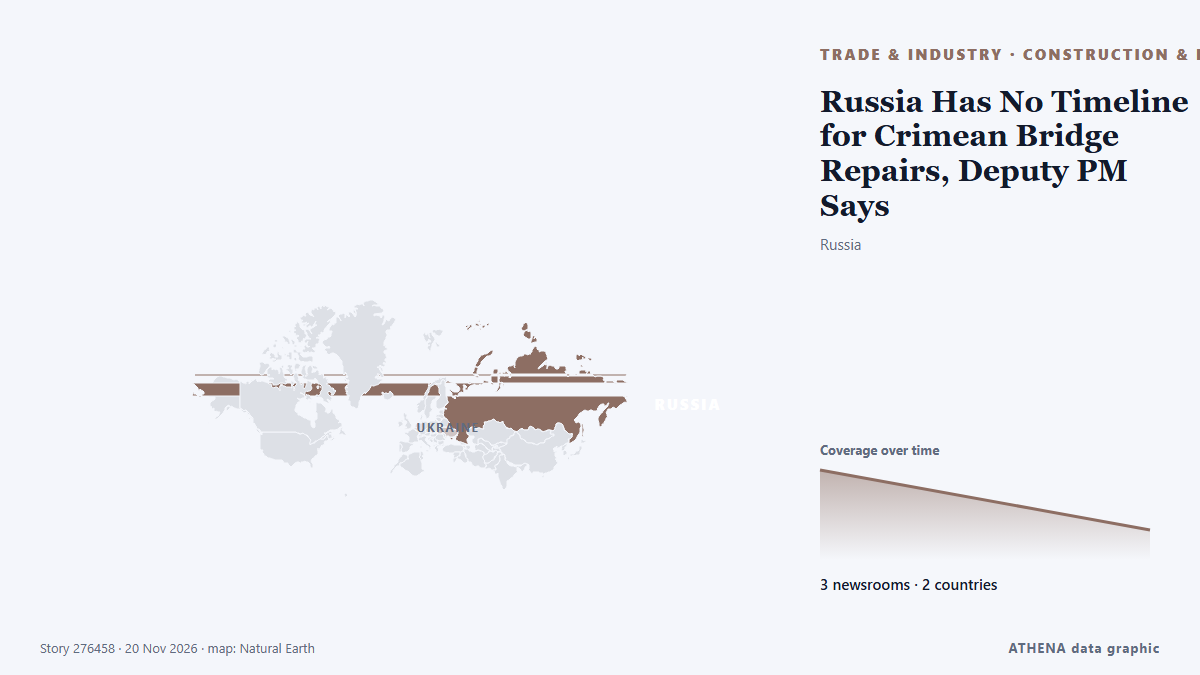 TRADE & INDUSTRY · CONSTRUCTION &
Russia Has No Timeline
for Crimean Bridge
Repairs, Deputy PM
Says
Russia
RUSSIA
UKRAINE
Coverage over time
3 newsrooms · 2 countries
Story 276458 · 20 Nov 2026 · map: Natural Earth
ATHENA data graphic